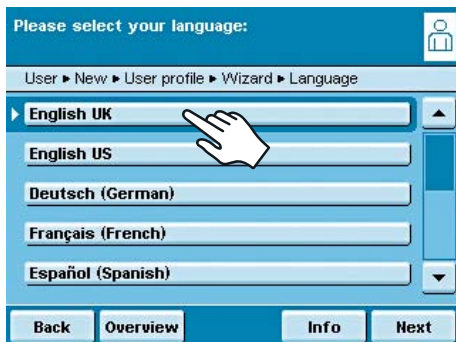 Please select your language:
User ▸ New ▸ User profile ▸ Wizard ▸ Language
English UK
English US
Deutsch (German)
Français (French)
Español (Spanish)
Back Overview Info Next